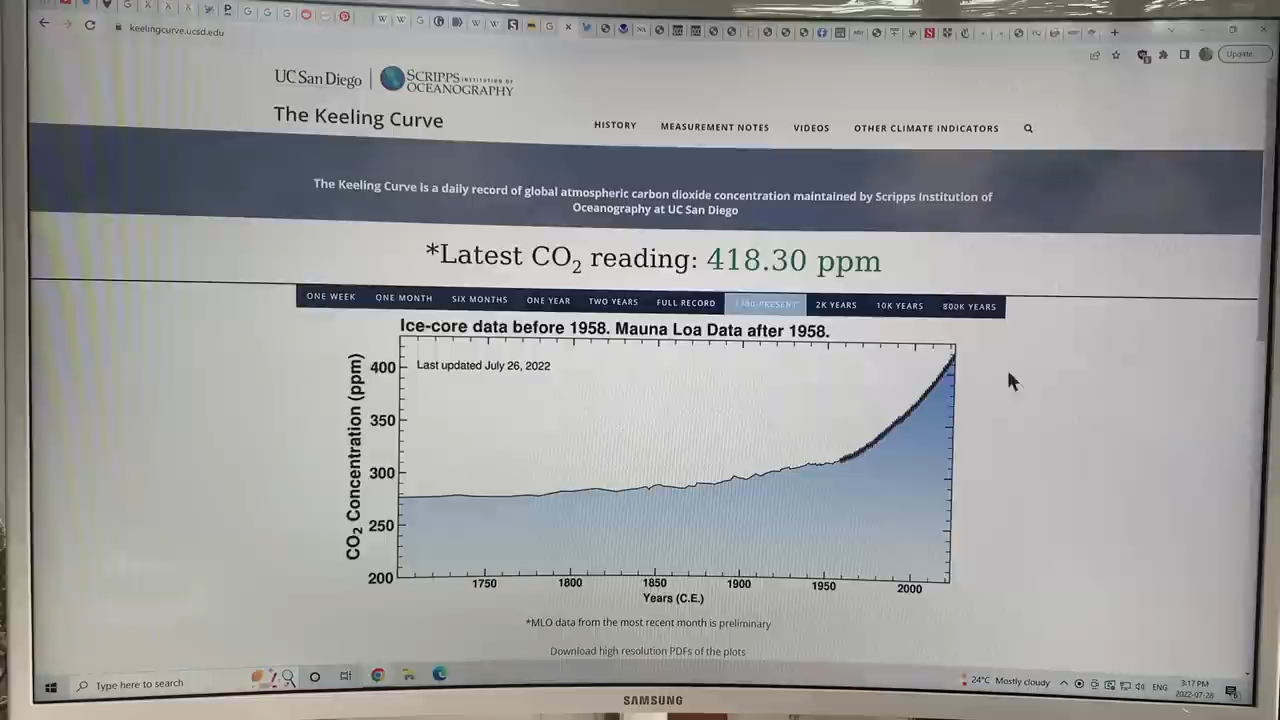 keelingcurve.ucsd.edu
Update
UC San Diego
SCRIPPS INSTITUTION OF
OCEANOGRAPHY
The Keeling Curve
HISTORY MEASUREMENT NOTES VIDEOS OTHER CLIMATE INDICATORS
The Keeling Curve is a daily record of global atmospheric carbon dioxide concentration maintained by Scripps Institution of
Oceanography at UC San Diego
*Latest CO₂ reading: 418.30 ppm
ONE WEEK ONE MONTH SIX MONTHS ONE YEAR TWO YEARS FULL RECORD 2K YEARS 10K YEARS 800K YEARS
Ice-core data before 1958. Mauna Loa Data after 1958.
Last updated July 26, 2022
CO₂ Concentration (ppm)
400
350
300
250
200
1750 1800 1850 1900 1950 2000
Years (C.E.)
*MLO data from the most recent month is preliminary
Download high resolution PDFs of the plots
Type here to search
24°C Mostly cloudy
ENG
3:17 PM
2022-07-28
SAMSUNG